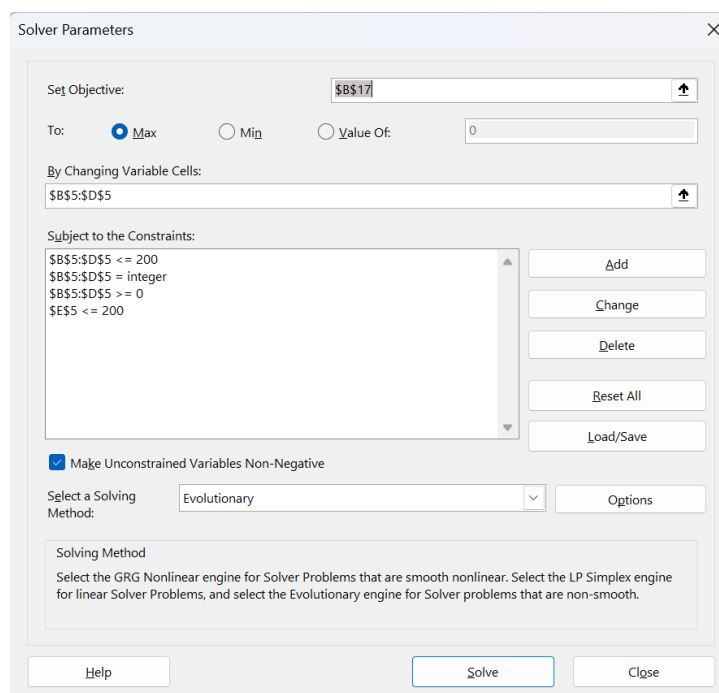 Solver Parameters
Set Objective: $B$17
To: Max Min Value Of: 0
By Changing Variable Cells:
$B$5:$D$5
Subject to the Constraints:
$B$5:$D$5 <= 200
$B$5:$D$5 = integer
$B$5:$D$5 >= 0
$E$5 <= 200
Add
Change
Delete
Reset All
Load/Save
Make Unconstrained Variables Non-Negative
Select a Solving
Method:
Evolutionary
Options
Solving Method
Select the GRG Nonlinear engine for Solver Problems that are smooth nonlinear. Select the LP Simplex engine
for linear Solver Problems, and select the Evolutionary engine for Solver problems that are non-smooth.
Help Solve Close